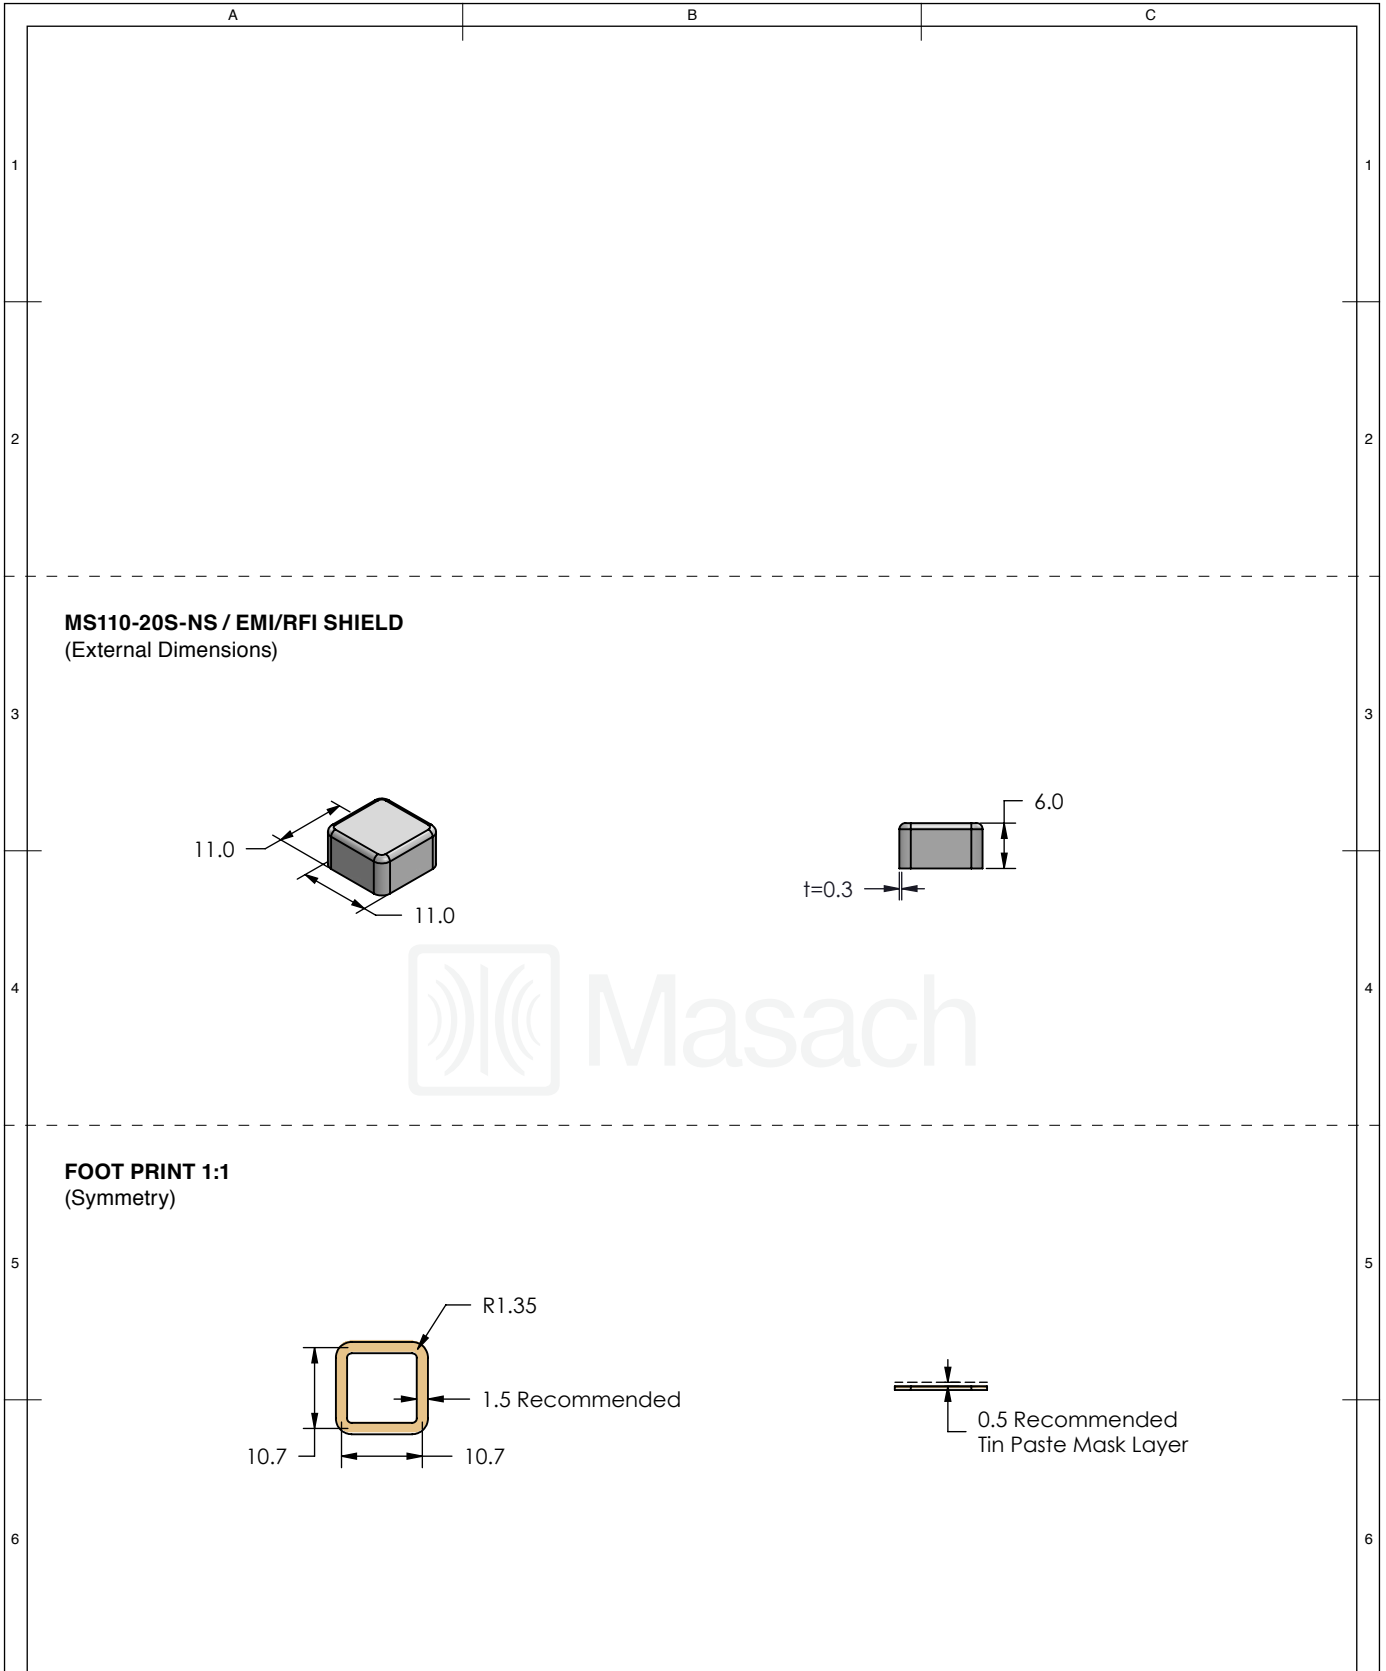 A B C
1 1
2 2
MS110-20S-NS / EMI/RFI SHIELD
(External Dimensions)
3 3
6.0
11.0
t=0.3
11.0
4 4
Masach
FOOT PRINT 1:1
(Symmetry)
5 5
R1.35
1.5 Recommended
0.5 Recommended
Tin Paste Mask Layer
10.7 10.7
6 6